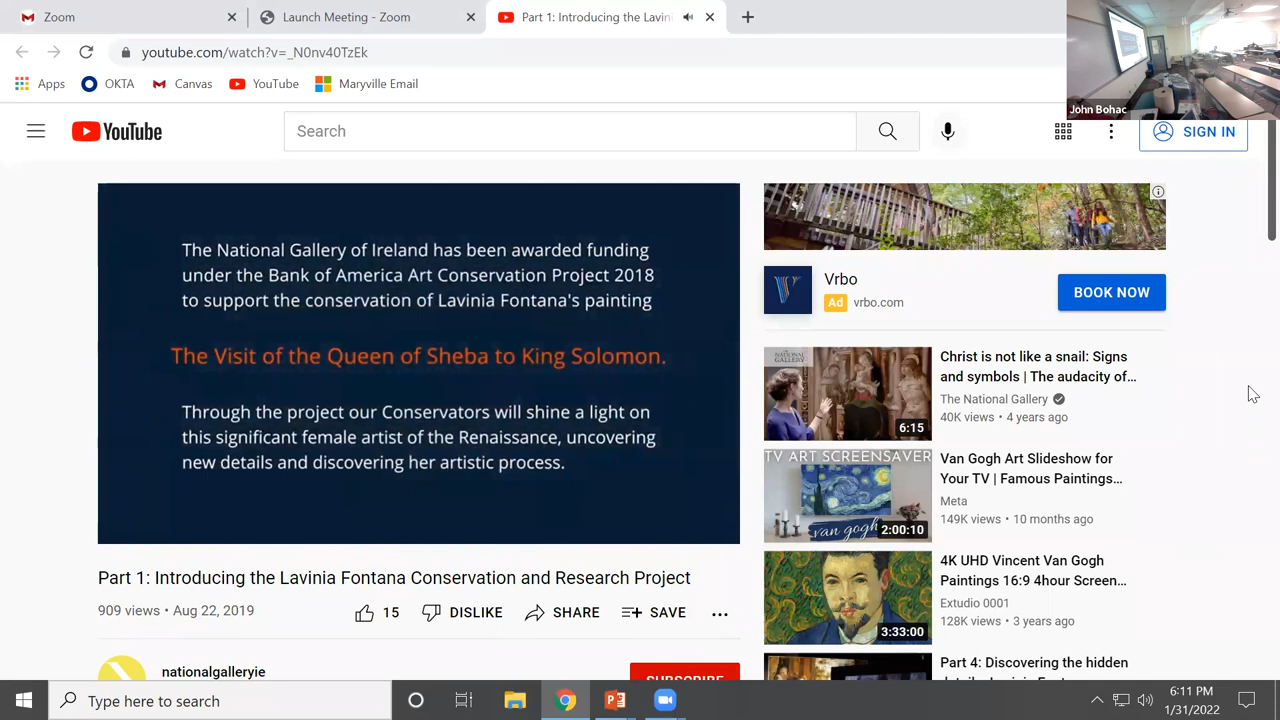 Zoom
Launch Meeting - Zoom
Part 1: Introducing the Lavini
youtube.com/watch?v=_N0nv40TzEk
Apps
OKTA
Canvas
YouTube
Maryville Email
John Bohac
YouTube
Search
SIGN IN
The National Gallery of Ireland has been awarded funding
under the Bank of America Art Conservation Project 2018
to support the conservation of Lavinia Fontana's painting
The Visit of the Queen of Sheba to King Solomon.
Through the project our Conservators will shine a light on
this significant female artist of the Renaissance, uncovering
new details and discovering her artistic process.
Part 1: Introducing the Lavinia Fontana Conservation and Research Project
909 views • Aug 22, 2019
15
DISLIKE
SHARE
SAVE
nationalgalleryie
SUBSCRIBE
Vrbo
Ad vrbo.com
BOOK NOW
THE NATIONAL GALLERY
6:15
Christ is not like a snail: Signs
and symbols | The audacity of...
The National Gallery
40K views • 4 years ago
TV ART SCREENSAVER
van gogh
2:00:10
Van Gogh Art Slideshow for
Your TV | Famous Paintings...
Meta
149K views • 10 months ago
3:33:00
4K UHD Vincent Van Gogh
Paintings 16:9 4hour Screen...
Extudio 0001
128K views • 3 years ago
Part 4: Discovering the hidden
Type here to search
6:11 PM
1/31/2022